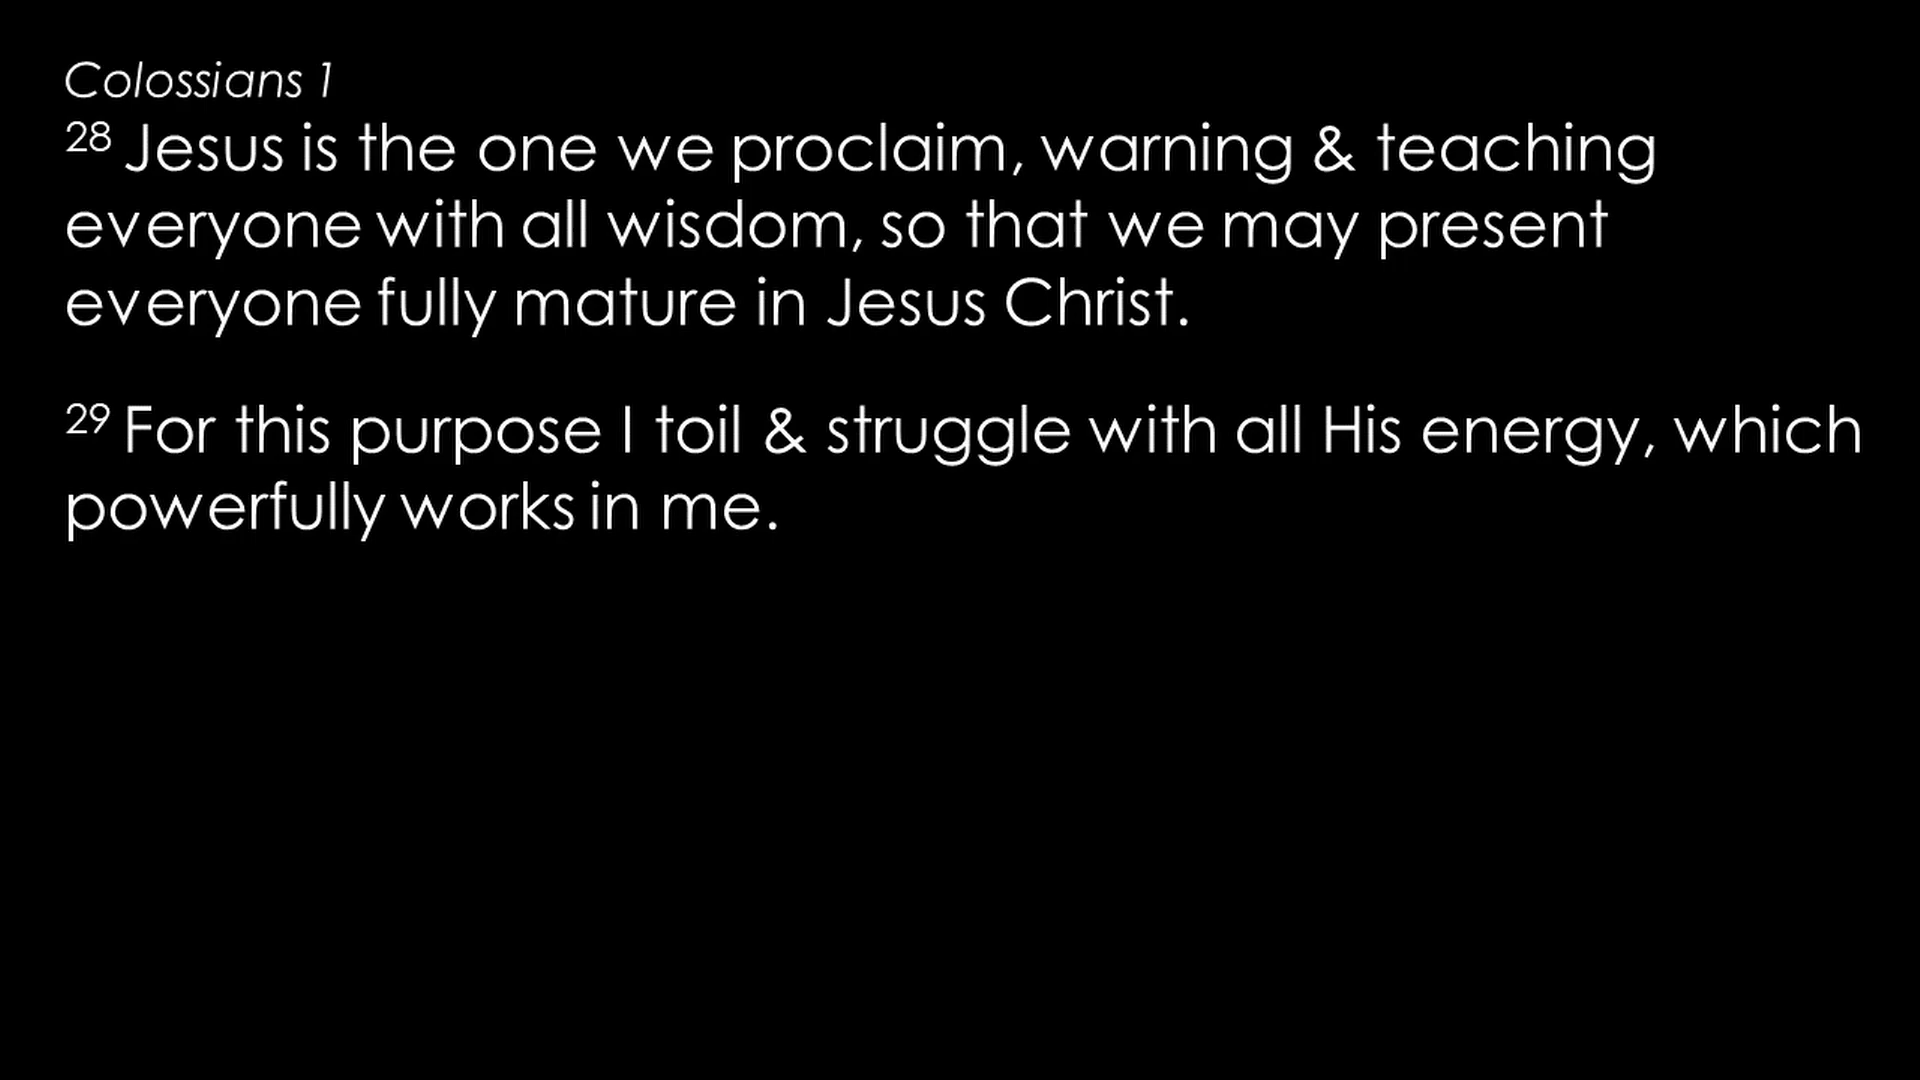 Colossians 1
28 Jesus is the one we proclaim, warning & teaching
everyone with all wisdom, so that we may present
everyone fully mature in Jesus Christ.
29 For this purpose I toil & struggle with all His energy, which
powerfully works in me.